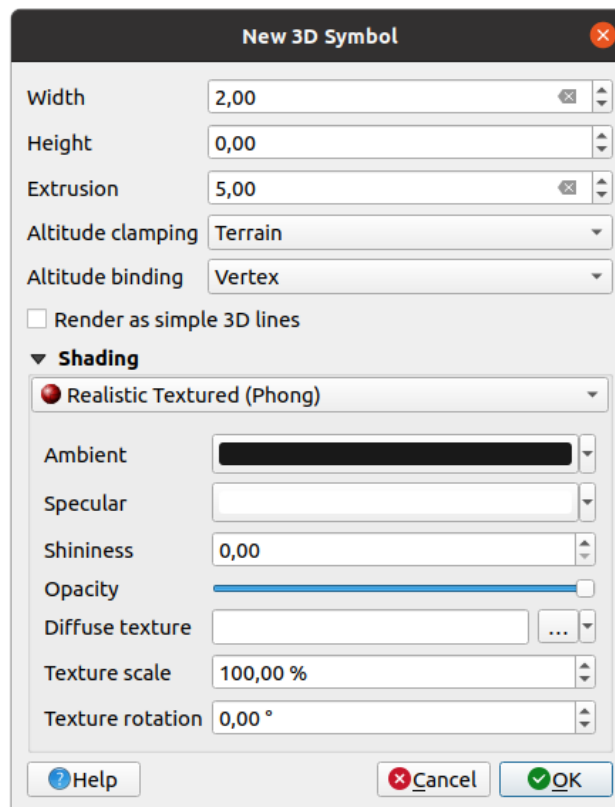 New 3D Symbol
Width 2,00
Height 0,00
Extrusion 5,00
Altitude clamping Terrain
Altitude binding Vertex
Render as simple 3D lines
Shading
Realistic Textured (Phong)
Ambient
Specular
Shininess 0,00
Opacity
Diffuse texture ...
Texture scale 100,00 %
Texture rotation 0,00 °
Help Cancel OK